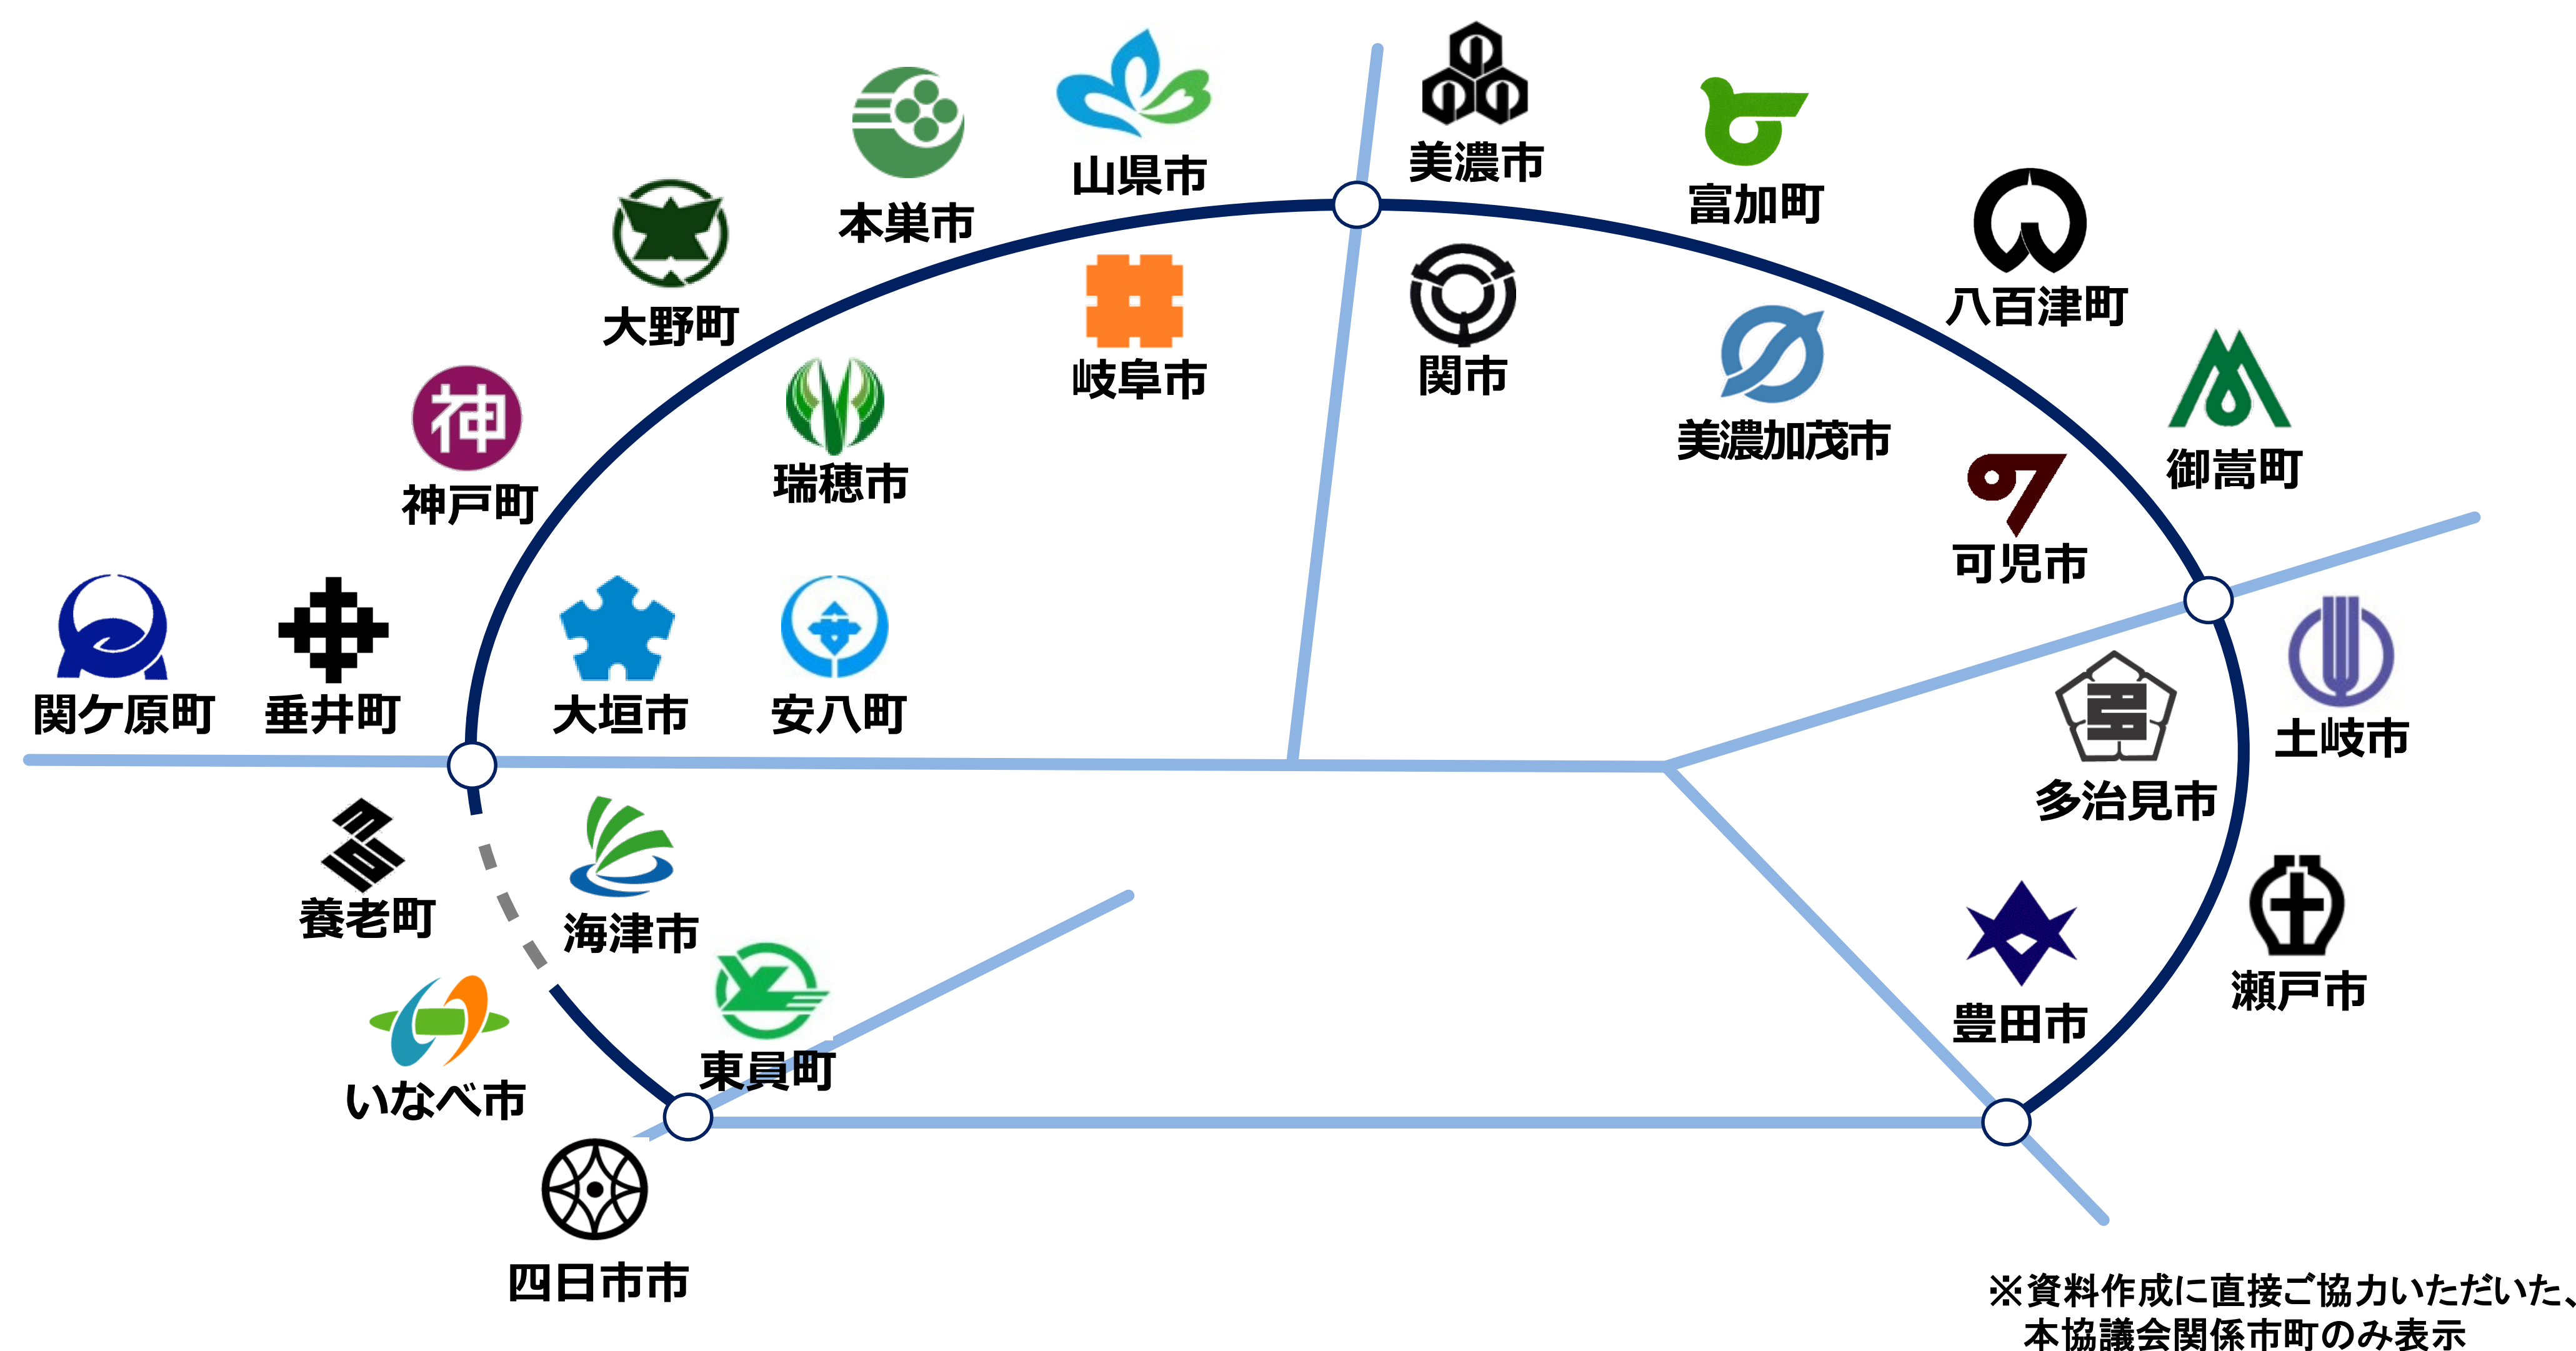 山県市
美濃市
富加町
本巣市
八百津町
大野町
岐阜市
関市
美濃加茂市
御嵩町
神
神戸町
瑞穂市
可児市
関ケ原町
垂井町
大垣市
安八町
土岐市
多治見市
養老町
海津市
瀬戸市
豊田市
東員町
いなべ市
四日市市
※資料作成に直接ご協力いただいた、
本協議会関係市町のみ表示